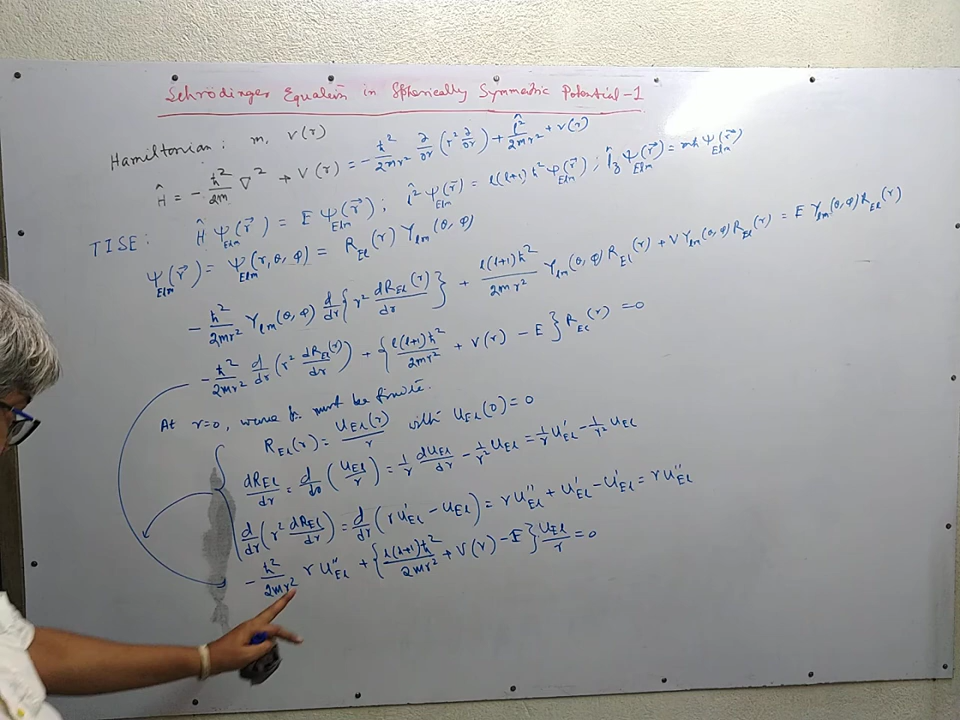 Schrödinger Equation in Spherically Symmetric Potential -1
Hamiltonian: m, V(r)
Ĥ = -ħ²/2m ∇² + V(r) = -ħ²/2mr² ∂/∂r (r² ∂/∂r) + l̂²/2mr² + V(r)
TISE: Ĥ Ψ_Elm(r⃗) = E Ψ_Elm(r⃗); l̂² Ψ_Elm(r⃗) = l(l+1)ħ² Ψ_Elm(r⃗); l̂_z Ψ_Elm(r⃗) = mħ Ψ_Elm(r⃗)
Ψ_Elm(r⃗) = Ψ_Elm(r, θ, φ) = R_El(r) Y_lm(θ, φ)
-ħ²/2mr² Y_lm(θ, φ) d/dr {r² dR_El(r)/dr} + l(l+1)ħ²/2mr² Y_lm(θ, φ) R_El(r) + V Y_lm(θ, φ) R_El(r) = E Y_lm(θ, φ) R_El(r)
-ħ²/2mr² d/dr (r² dR_El(r)/dr) + {l(l+1)ħ²/2mr² + V(r) - E} R_El(r) = 0
At r=0, wave fn. must be finite.
R_El(r) = U_El(r)/r with U_El(0) = 0
dR_El/dr = d/dr (U_El/r) = 1/r dU_El/dr - 1/r² U_El = 1/r U'_El - 1/r² U_El
d/dr (r² dR_El/dr) = d/dr (r U'_El - U_El) = r U''_El + U'_El - U'_El = r U''_El
-ħ²/2mr² r U''_El + {l(l+1)ħ²/2mr² + V(r) - E} U_El/r = 0